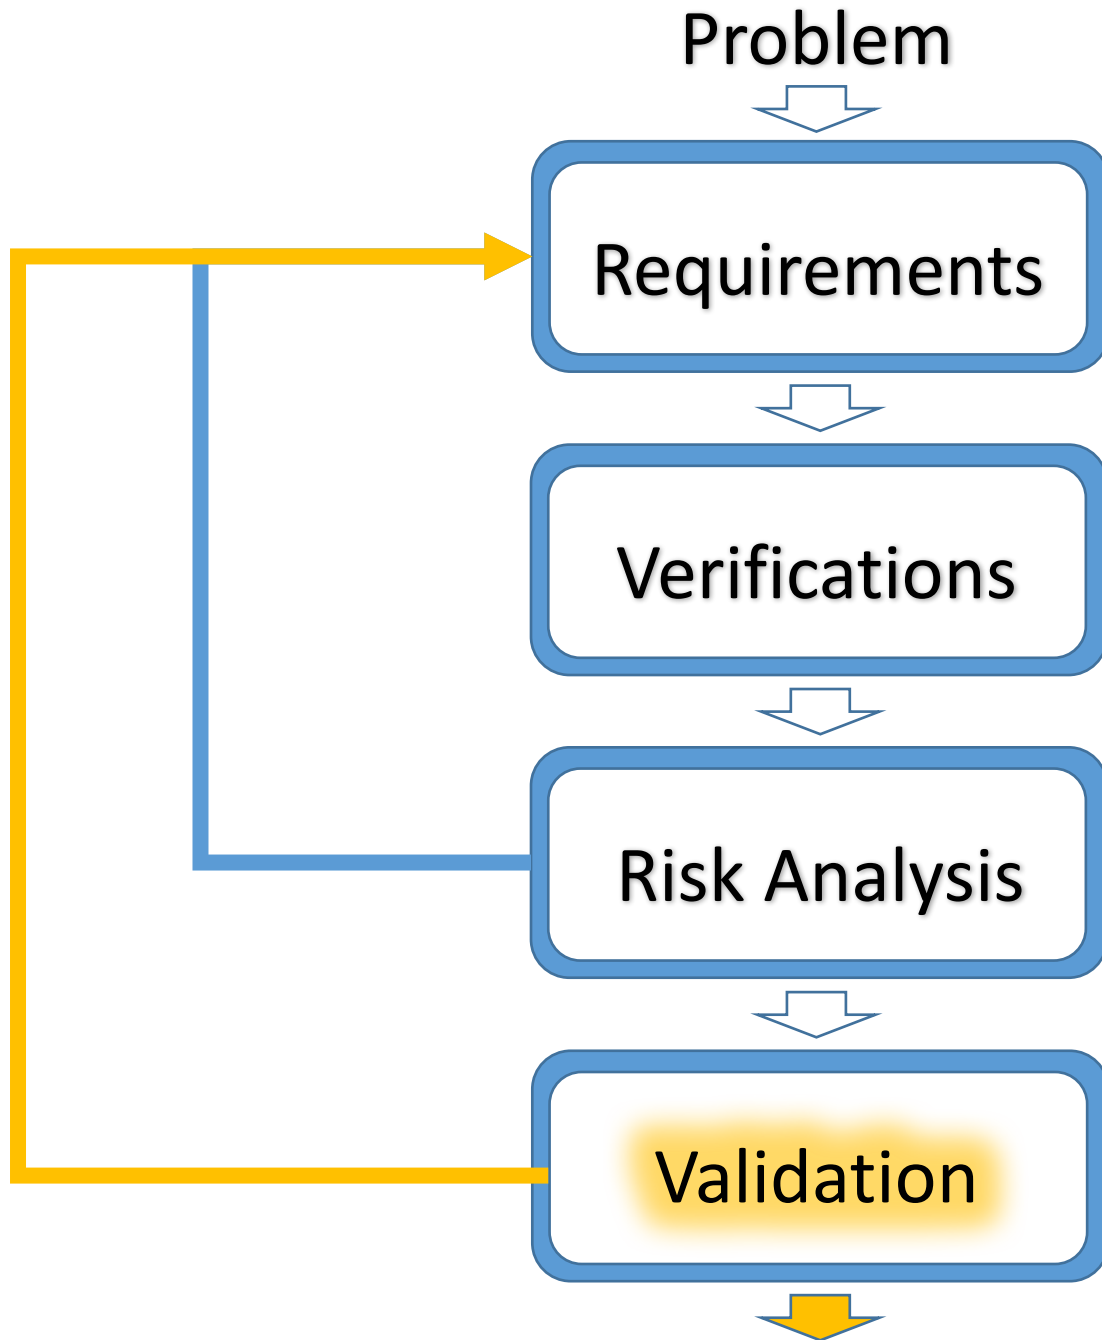 Problem
Requirements
Verifications
Risk Analysis
Validation